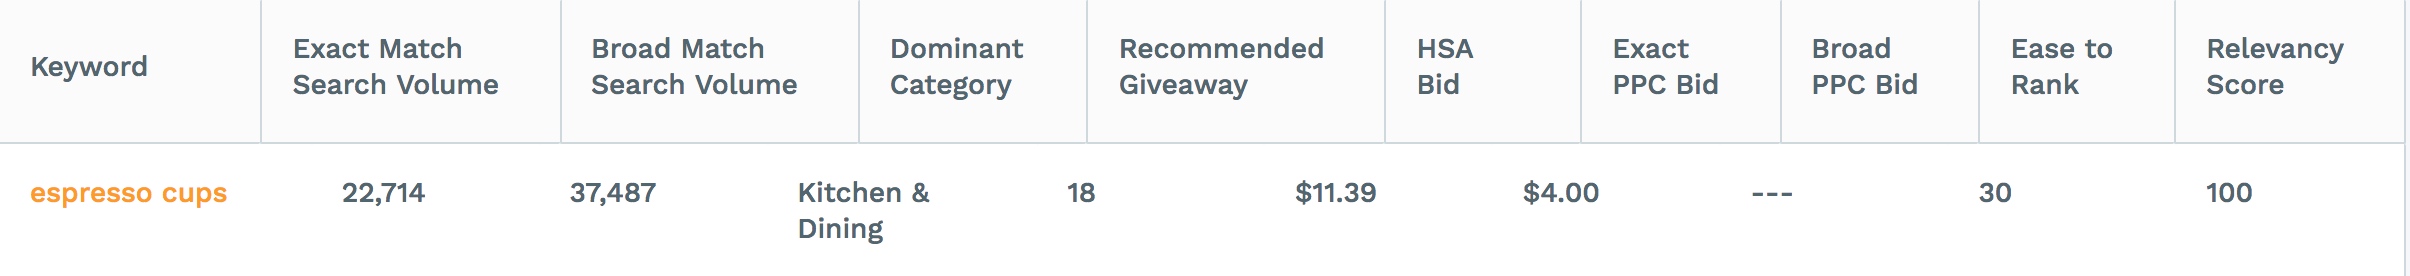 Keyword
Exact Match
Search Volume
Broad Match
Search Volume
Dominant
Category
Recommended
Giveaway
HSA
Bid
Exact
PPC Bid
Broad
PPC Bid
Ease to
Rank
Relevancy
Score
espresso cups
22,714
37,487
Kitchen &
Dining
18
$11.39
$4.00
---
30
100